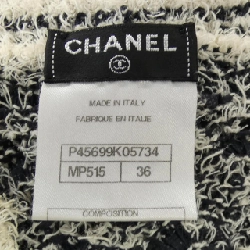 CHANEL
MADE IN ITALY
FABRIQUE EN ITALIE
P45699K05734
MP515 36
COMPOSITION